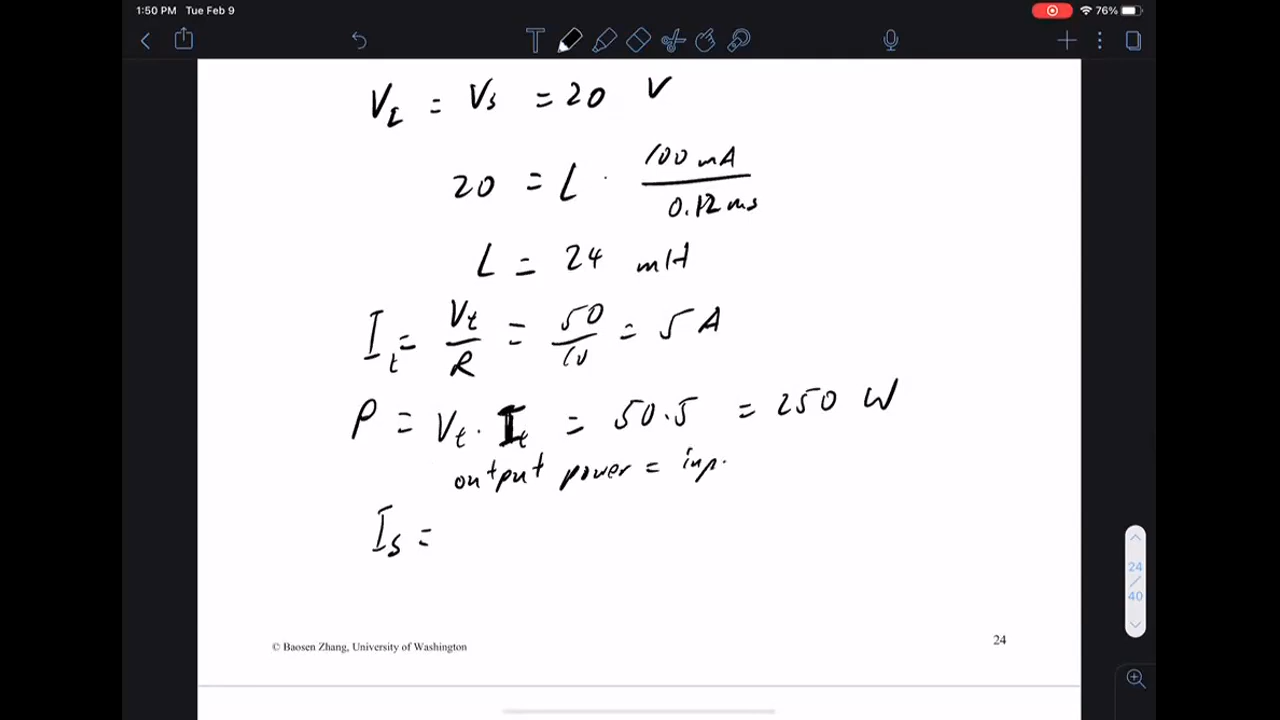 1:50 PM Tue Feb 9
76%
V_L = V_s = 20 V
20 = L · 100 mA / 0.12 ms
L = 24 mH
I_t = V_t / R = 50 / 10 = 5 A
P = V_t · I_t = 50.5 = 250 W
output power = inp.
I_s =
24
/
40
© Baosen Zhang, University of Washington
24